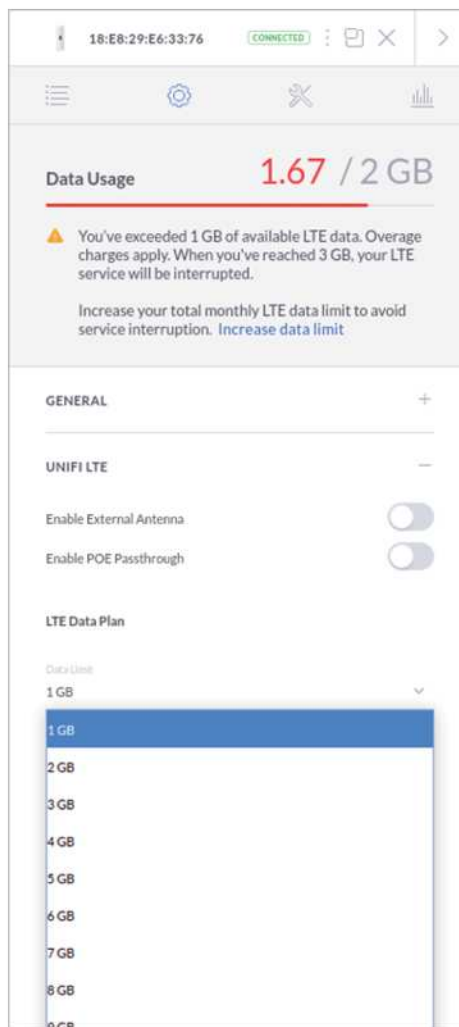 18:E8:29:E6:33:76
CONNECTED
Data Usage
1.67 / 2 GB
You've exceeded 1 GB of available LTE data. Overage
charges apply. When you've reached 3 GB, your LTE
service will be interrupted.
Increase your total monthly LTE data limit to avoid
service interruption. Increase data limit
GENERAL
UNIFI LTE
Enable External Antenna
Enable POE Passthrough
LTE Data Plan
Data Limit
1 GB
1 GB
2 GB
3 GB
4 GB
5 GB
6 GB
7 GB
8 GB
9 GB